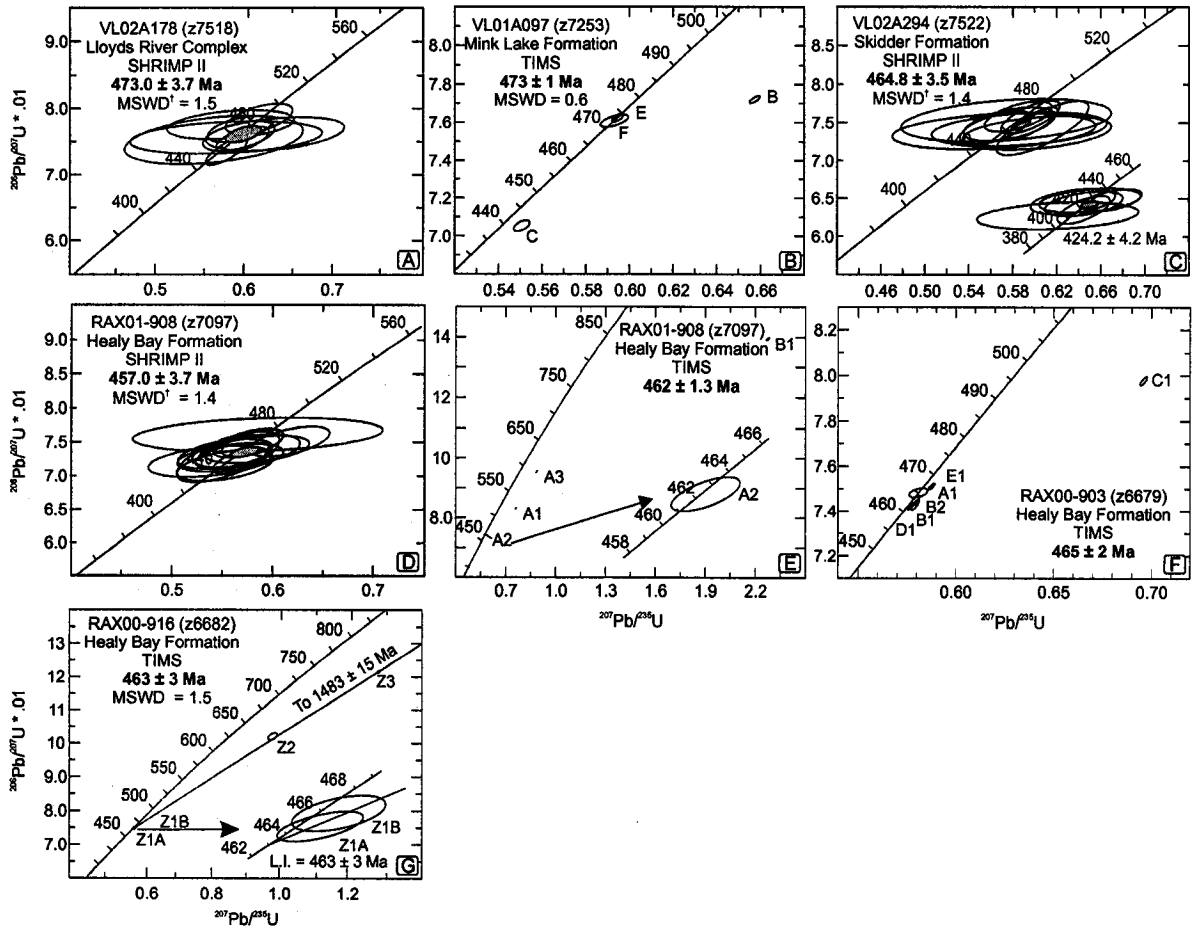 VL02A178 (z7518)
Lloyds River Complex
SHRIMP II
473.0 ± 3.7 Ma
MSWD† = 1.5
560
520
480
440
400
9.0
8.0
7.0
6.0
0.5 0.6 0.7
²⁰⁶Pb/²⁰⁷U * .01
A
VL01A097 (z7253)
Mink Lake Formation
TIMS
473 ± 1 Ma
MSWD = 0.6
500
490
480
470
460
450
440
B
E
F
C
8.0
7.8
7.6
7.4
7.2
7.0
0.54 0.56 0.58 0.60 0.62 0.64 0.66
B
VL02A294 (z7522)
Skidder Formation
SHRIMP II
464.8 ± 3.5 Ma
MSWD† = 1.4
520
480
440
400
460
440
420
400
380
424.2 ± 4.2 Ma
8.5
8.0
7.5
7.0
6.5
6.0
0.46 0.50 0.52 0.58 0.62 0.66 0.70
C
RAX01-908 (z7097)
Healy Bay Formation
SHRIMP II
457.0 ± 3.7 Ma
MSWD† = 1.4
560
520
480
400
9.0
8.5
8.0
7.5
7.0
6.5
6.0
0.5 0.6 0.7
²⁰⁶Pb/²⁰⁷U * .01
D
RAX01-908 (z7097)
Healy Bay Formation
TIMS
462 ± 1.3 Ma
850
750
650
550
450
B1
A3
A1
A2
466
464
462
460
458
A2
14
12
10
8.0
0.7 1.0 1.3 1.6 1.9 2.2
²⁰⁷Pb/²³⁵U
E
RAX00-903 (z6679)
Healy Bay Formation
TIMS
465 ± 2 Ma
500
490
480
470
460
450
C1
E1
A1
B2
B1
D1
8.2
8.0
7.8
7.6
7.4
7.2
0.60 0.65 0.70
²⁰⁷Pb/²³⁵U
F
RAX00-916 (z6682)
Healy Bay Formation
TIMS
463 ± 3 Ma
MSWD = 1.5
800
750
700
650
600
550
500
450
To 1483 ± 15 Ma
Z3
Z2
Z1B
Z1A
468
466
464
462
Z1B
Z1A
L.I. = 463 ± 3 Ma
13
12
11
10
9.0
8.0
7.0
0.6 0.8 1.0 1.2
²⁰⁶Pb/²⁰⁷U * .01
²⁰⁷Pb/²³⁵U
G